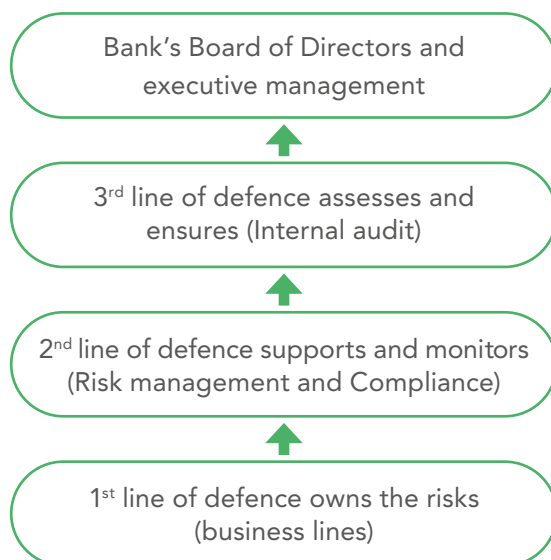 Bank’s Board of Directors and
executive management
3rd line of defence assesses and
ensures (Internal audit)
2nd line of defence supports and monitors
(Risk management and Compliance)
1st line of defence owns the risks
(business lines)